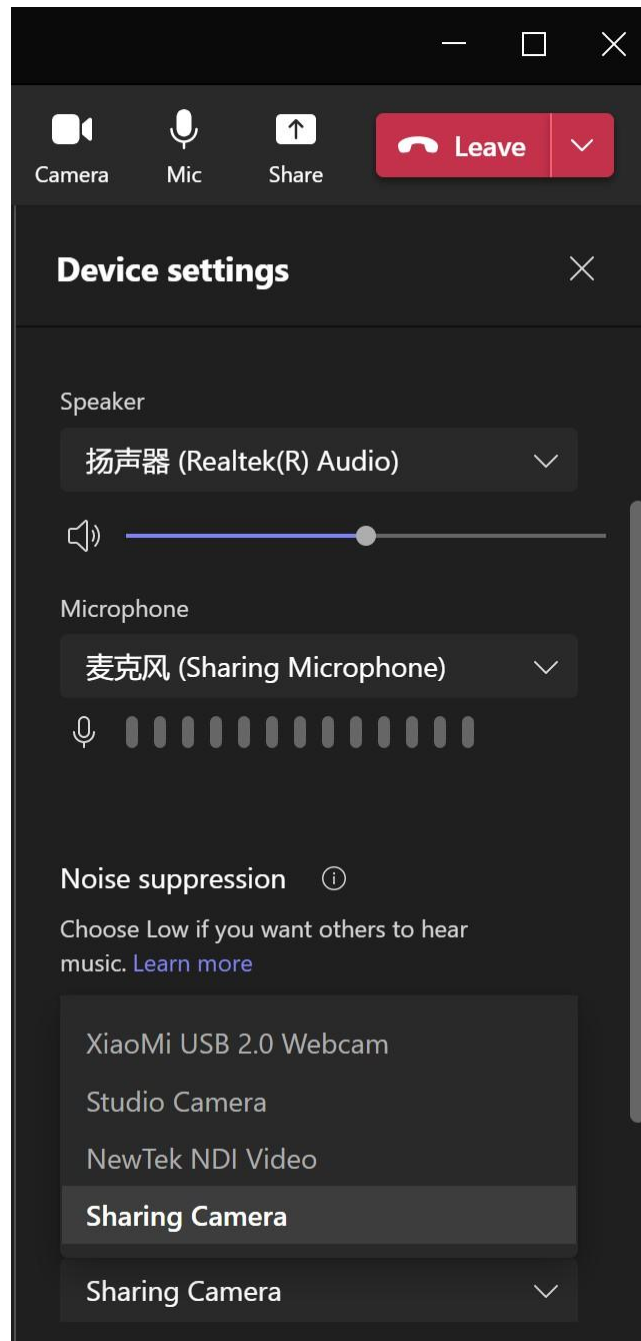 Camera
Mic
Share
Leave
Device settings
Speaker
扬声器 (Realtek(R) Audio)
Microphone
麦克风 (Sharing Microphone)
Noise suppression
Choose Low if you want others to hear
music. Learn more
XiaoMi USB 2.0 Webcam
Studio Camera
NewTek NDI Video
Sharing Camera
Sharing Camera